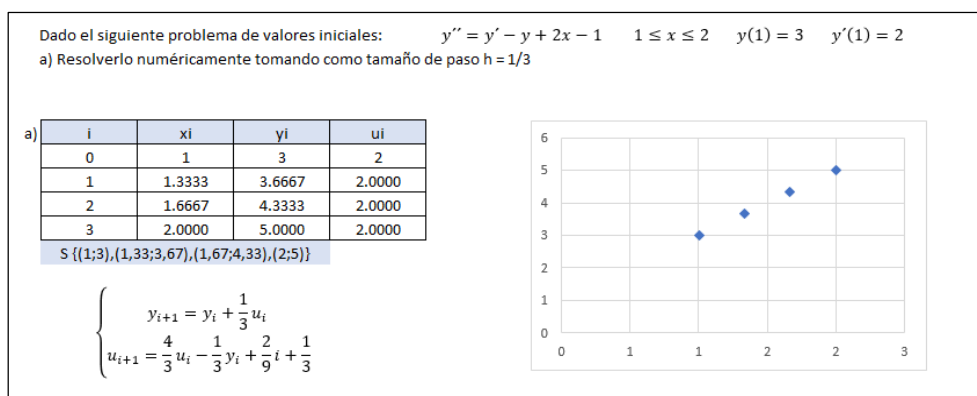 Dado el siguiente problema de valores iniciales: y´´ = y´ − y + 2x − 1 1 ≤ x ≤ 2 y(1) = 3 y´(1) = 2
a) Resolverlo numéricamente tomando como tamaño de paso h = 1/3
a) i xi yi ui
0 1 3 2
1 1.3333 3.6667 2.0000
2 1.6667 4.3333 2.0000
3 2.0000 5.0000 2.0000
S {(1;3),(1,33;3,67),(1,67;4,33),(2;5)}
y_{i+1} = y_i + 1/3 u_i
u_{i+1} = 4/3 u_i − 1/3 y_i + 2/9 i + 1/3
6
5
4
3
2
1
0
0 1 1 2 2 3